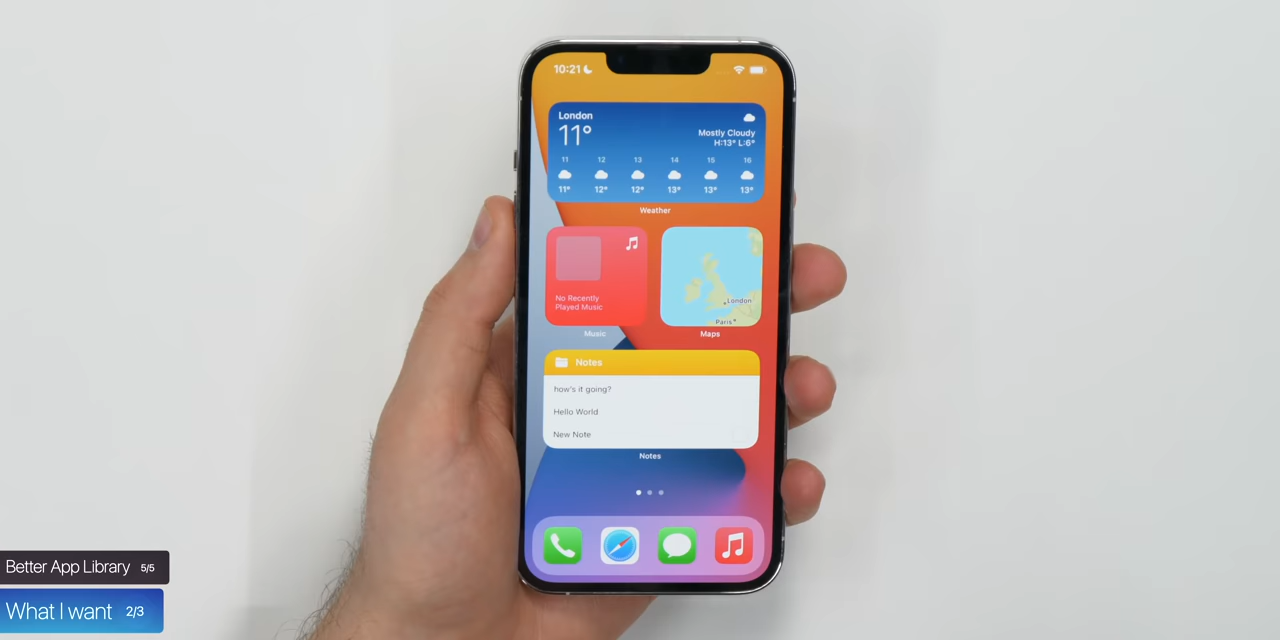 10:21
London
11°
Mostly Cloudy
H:13° L:6°
11 12 13 14 15 16
11° 12° 12° 13° 13° 13°
Weather
No Recently
Played Music
London
Paris
Music
Maps
Notes
how's it going?
Hello World
New Note
Notes
Better App Library 5/5
What I want 2/3